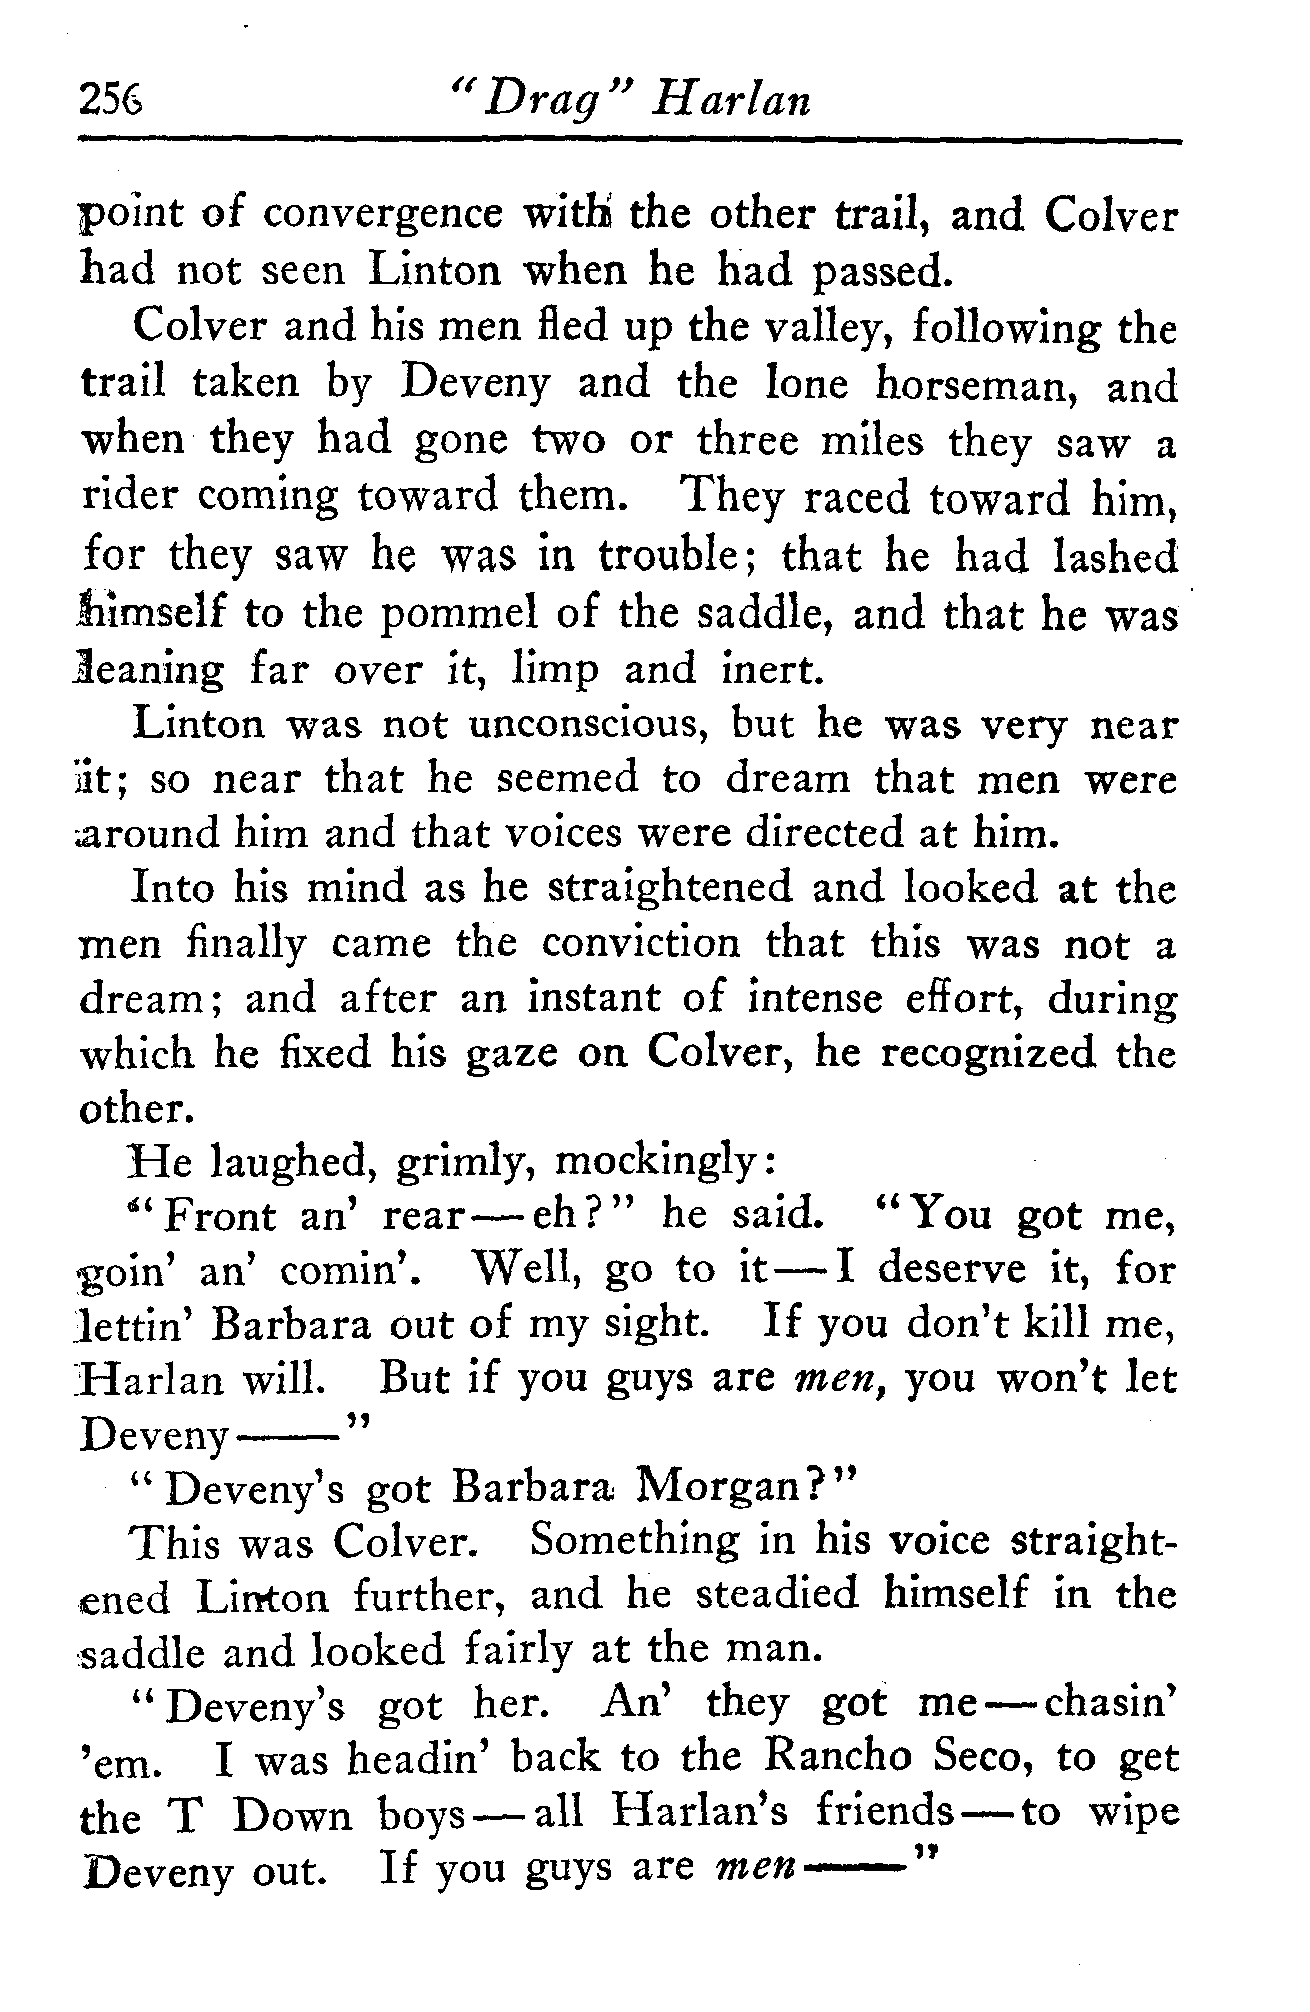 256 "Drag" Harlan
point of convergence with the other trail, and Colver
had not seen Linton when he had passed.
Colver and his men fled up the valley, following the
trail taken by Deveny and the lone horseman, and
when they had gone two or three miles they saw a
rider coming toward them. They raced toward him,
for they saw he was in trouble; that he had lashed
himself to the pommel of the saddle, and that he was
leaning far over it, limp and inert.
Linton was not unconscious, but he was very near
it; so near that he seemed to dream that men were
around him and that voices were directed at him.
Into his mind as he straightened and looked at the
men finally came the conviction that this was not a
dream; and after an instant of intense effort, during
which he fixed his gaze on Colver, he recognized the
other.
He laughed, grimly, mockingly:
"Front an' rear—eh?" he said. "You got me,
goin' an' comin'. Well, go to it—I deserve it, for
lettin' Barbara out of my sight. If you don't kill me,
Harlan will. But if you guys are men, you won't let
Deveny——"
"Deveny's got Barbara Morgan?"
This was Colver. Something in his voice straight-
ened Linton further, and he steadied himself in the
saddle and looked fairly at the man.
"Deveny's got her. An' they got me—chasin'
'em. I was headin' back to the Rancho Seco, to get
the T Down boys—all Harlan's friends—to wipe
Deveny out. If you guys are men——"